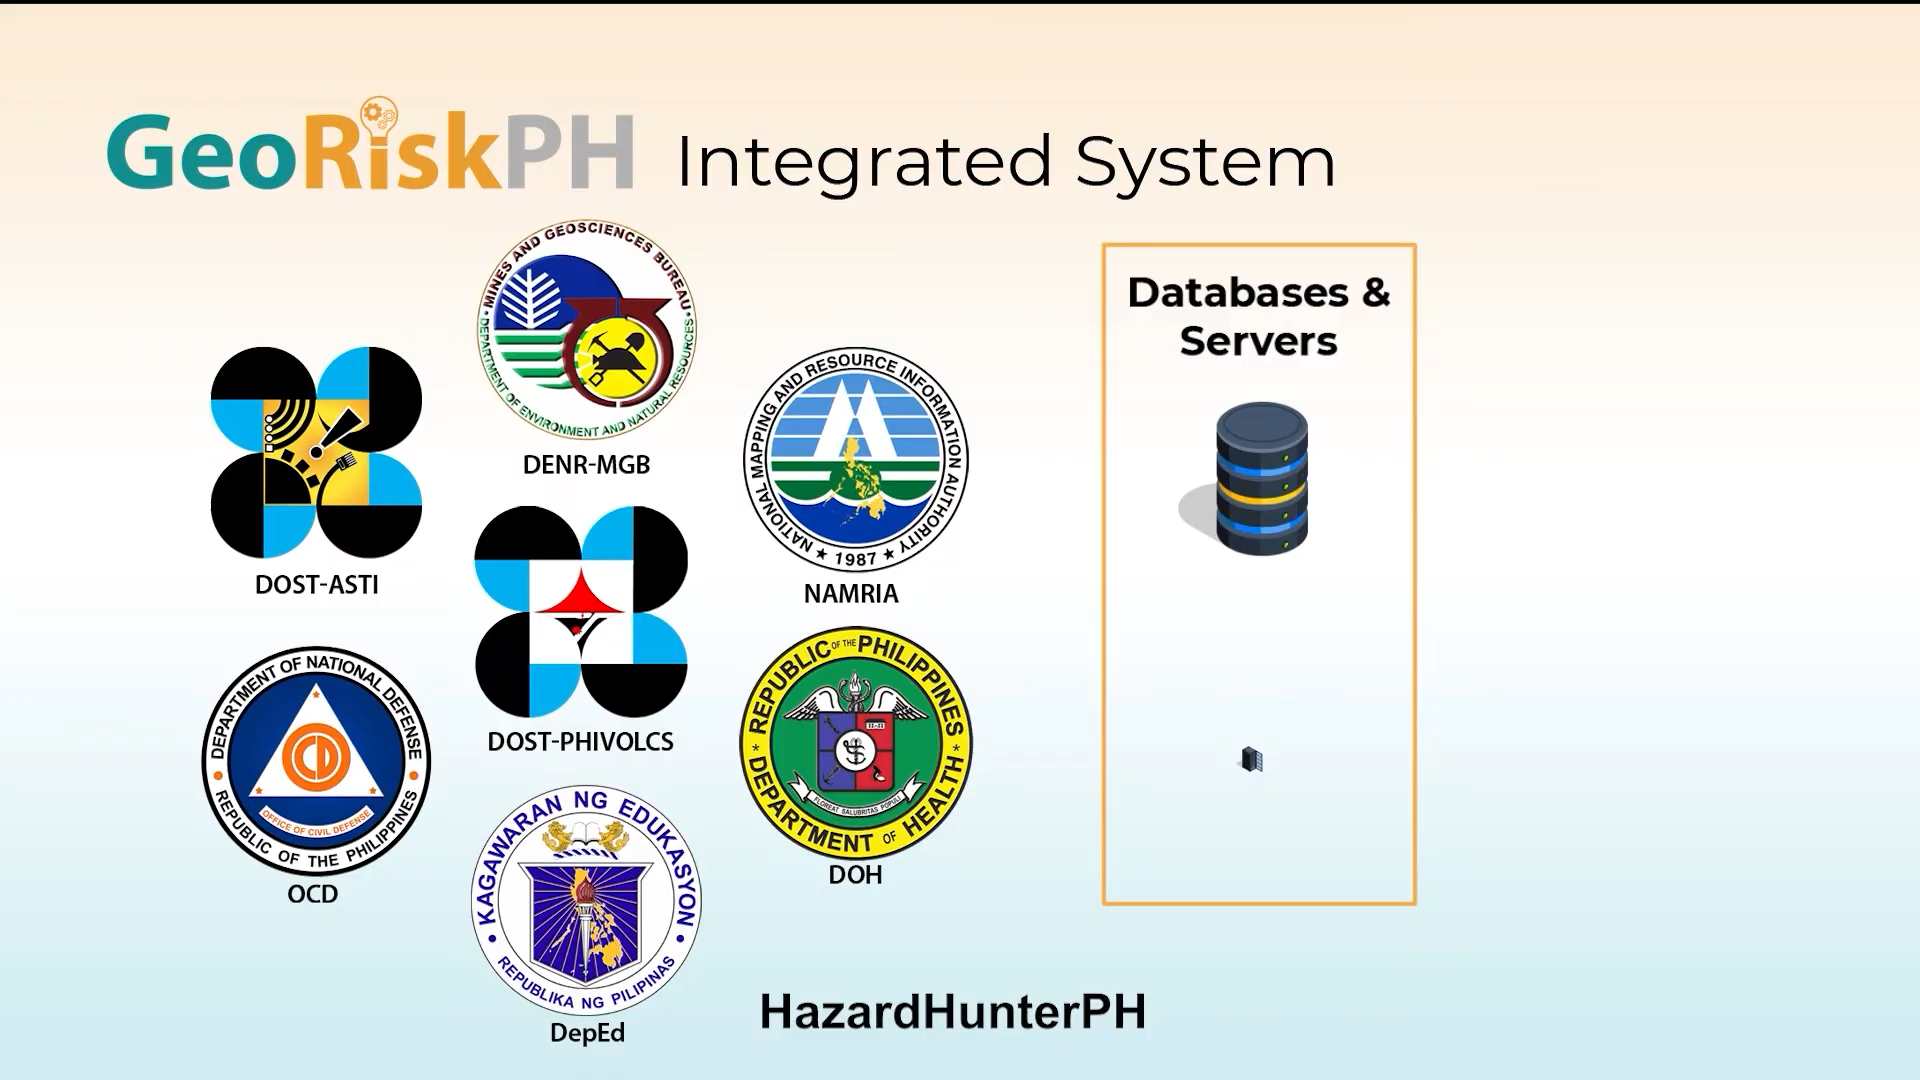 GeoRiskPH Integrated System
MINES AND GEOSCIENCES BUREAU
DEPARTMENT OF ENVIRONMENT AND NATURAL RESOURCES
DENR-MGB
Databases &
Servers
DOST-ASTI
NATIONAL MAPPING AND RESOURCE INFORMATION AUTHORITY
1987
NAMRIA
DOST-PHIVOLCS
DEPARTMENT OF NATIONAL DEFENSE
OCD
OFFICE OF CIVIL DEFENSE
REPUBLIC OF THE PHILIPPINES
OCD
REPUBLIC OF THE PHILIPPINES
FLOREAT SALUBRITAS POPULI
DEPARTMENT OF HEALTH
DOH
KAGAWARAN NG EDUKASYON
REPUBLIKA NG PILIPINAS
DepEd
HazardHunterPH